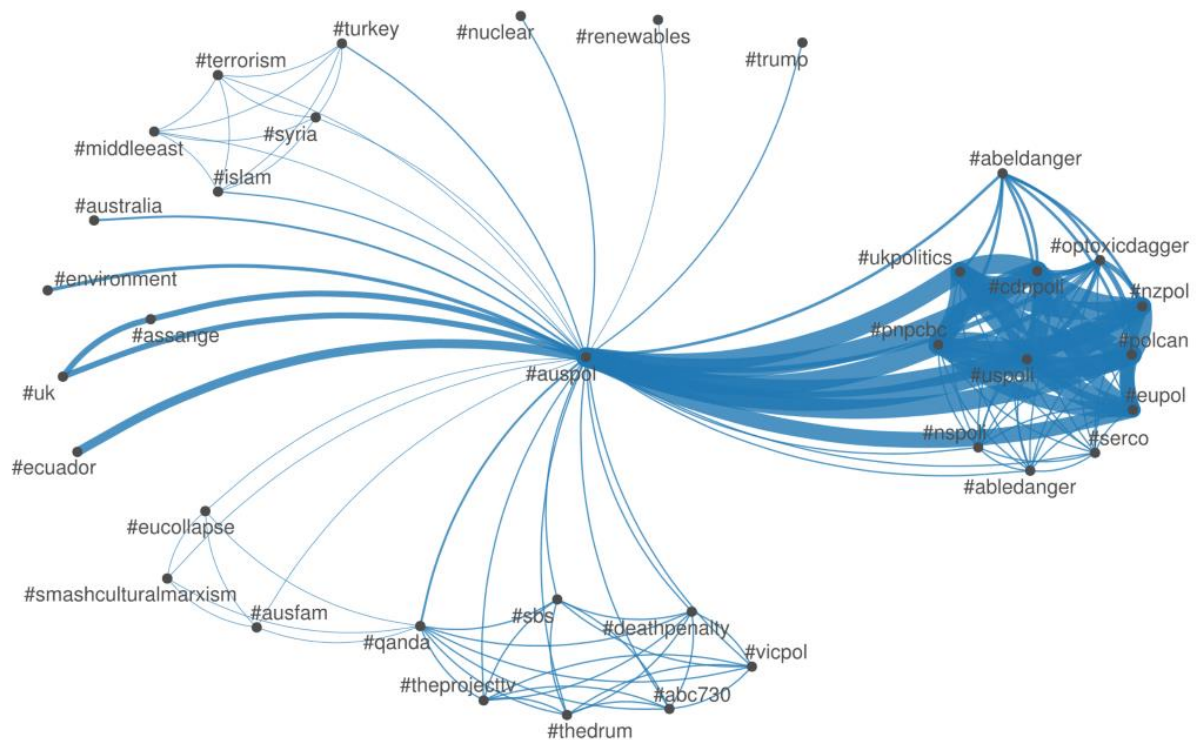 #turkey
#nuclear
#renewables
#trump
#terrorism
#syria
#middleeast
#islam
#australia
#environment
#assange
#uk
#ecuador
#auspol
#abeldanger
#optoxicdagger
#ukpolitics
#cdnpoli
#nzpol
#pnpcbc
#polcan
#uspoli
#eupol
#nspoli
#serco
#abledanger
#eucollapse
#smashculturalmarxism
#ausfam
#qanda
#sbs
#deathpenalty
#vicpol
#theprojecttv
#abc730
#thedrum